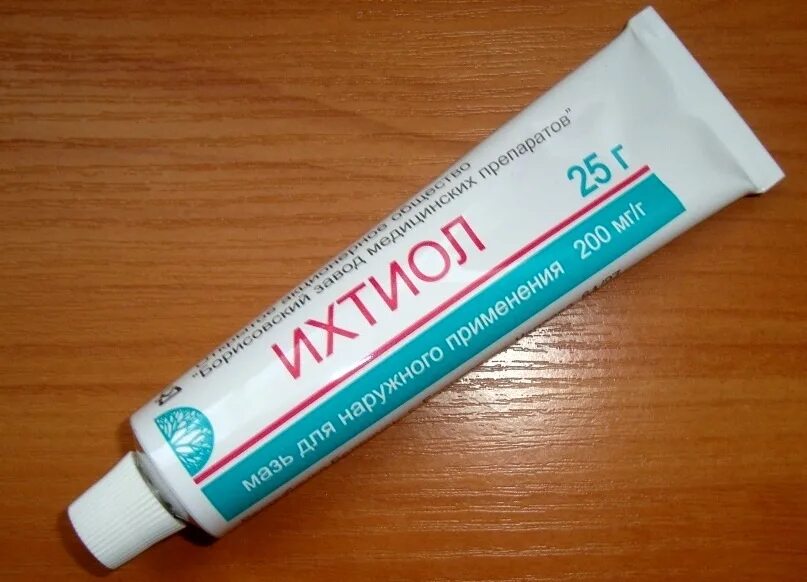 Открытое акционерное общество
"Борисовский завод медицинских препаратов"
ИХТИОЛ
25 г
мазь для наружного применения 200 мг/г